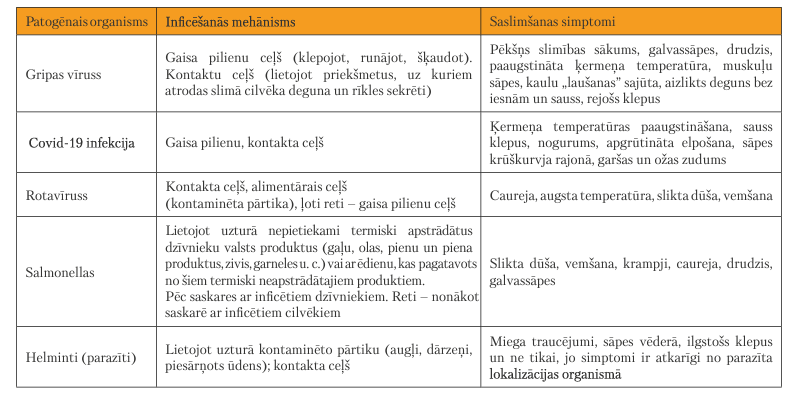 Patogēnais organisms
Inficēšanās mehānisms
Saslimšanas simptomi
Gripas vīruss
Gaisa pilienu ceļš (klepojot, runājot, šķaudot).
Kontaktu ceļš (lietojot priekšmetus, uz kuriem
atrodas slimā cilvēka deguna un rīkles sekrēti)
Pēkšņs slimības sākums, galvassāpes, drudzis,
paaugstināta ķermeņa temperatūra, muskuļu
sāpes, kaulu „laušanas” sajūta, aizlikts deguns bez
iesnām un sauss, rejošs klepus
Covid-19 infekcija
Gaisa pilienu, kontakta ceļš
Ķermeņa temperatūras paaugstināšana, sauss
klepus, nogurums, apgrūtināta elpošana, sāpes
krūškurvja rajonā, garšas un ožas zudums
Rotavīruss
Kontakta ceļš, alimentārais ceļš
(kontaminēta pārtika), ļoti reti – gaisa pilienu ceļš
Caureja, augsta temperatūra, slikta dūša, vemšana
Salmonellas
Lietojot uzturā nepietiekami termiski apstrādātus
dzīvnieku valsts produktus (gaļu, olas, pienu un piena
produktus, zivis, garneles u. c.) vai ar ēdienu, kas pagatavots
no šiem termiski neapstrādātajiem produktiem.
Pēc saskares ar inficētiem dzīvniekiem. Reti – nonākot
saskarē ar inficētiem cilvēkiem
Slikta dūša, vemšana, krampji, caureja, drudzis,
galvassāpes
Helminti (parazīti)
Lietojot uzturā kontaminēto pārtiku (augļi, dārzeņi,
piesārņots ūdens); kontakta ceļš
Miega traucējumi, sāpes vēderā, ilgstošs klepus
un ne tikai, jo simptomi ir atkarīgi no parazīta
lokalizācijas organismā